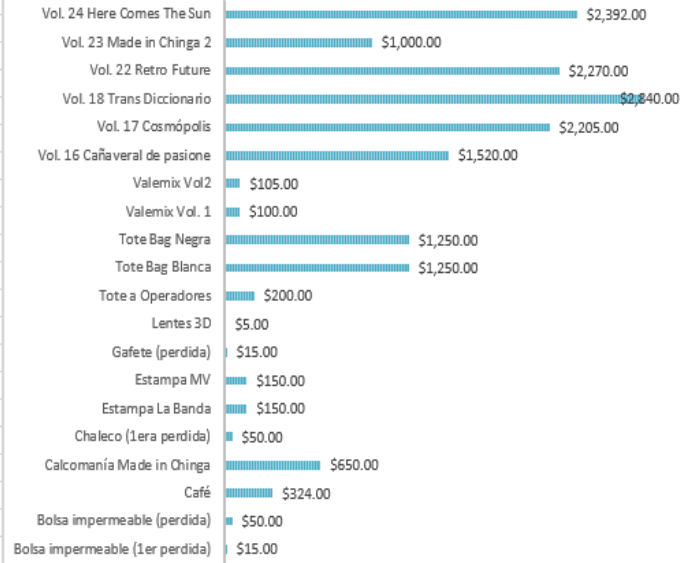 Vol. 24 Here Comes The Sun $2,392.00
Vol. 23 Made in Chinga 2 $1,000.00
Vol. 22 Retro Future $2,270.00
Vol. 18 Trans Diccionario $2,840.00
Vol. 17 Cosmópolis $2,205.00
Vol. 16 Cañaveral de pasione $1,520.00
Valemix Vol2 $105.00
Valemix Vol. 1 $100.00
Tote Bag Negra $1,250.00
Tote Bag Blanca $1,250.00
Tote a Operadores $200.00
Lentes 3D $5.00
Gafete (perdida) $15.00
Estampa MV $150.00
Estampa La Banda $150.00
Chaleco (1era perdida) $50.00
Calcomanía Made in Chinga $650.00
Café $324.00
Bolsa impermeable (perdida) $50.00
Bolsa impermeable (1er perdida) $15.00